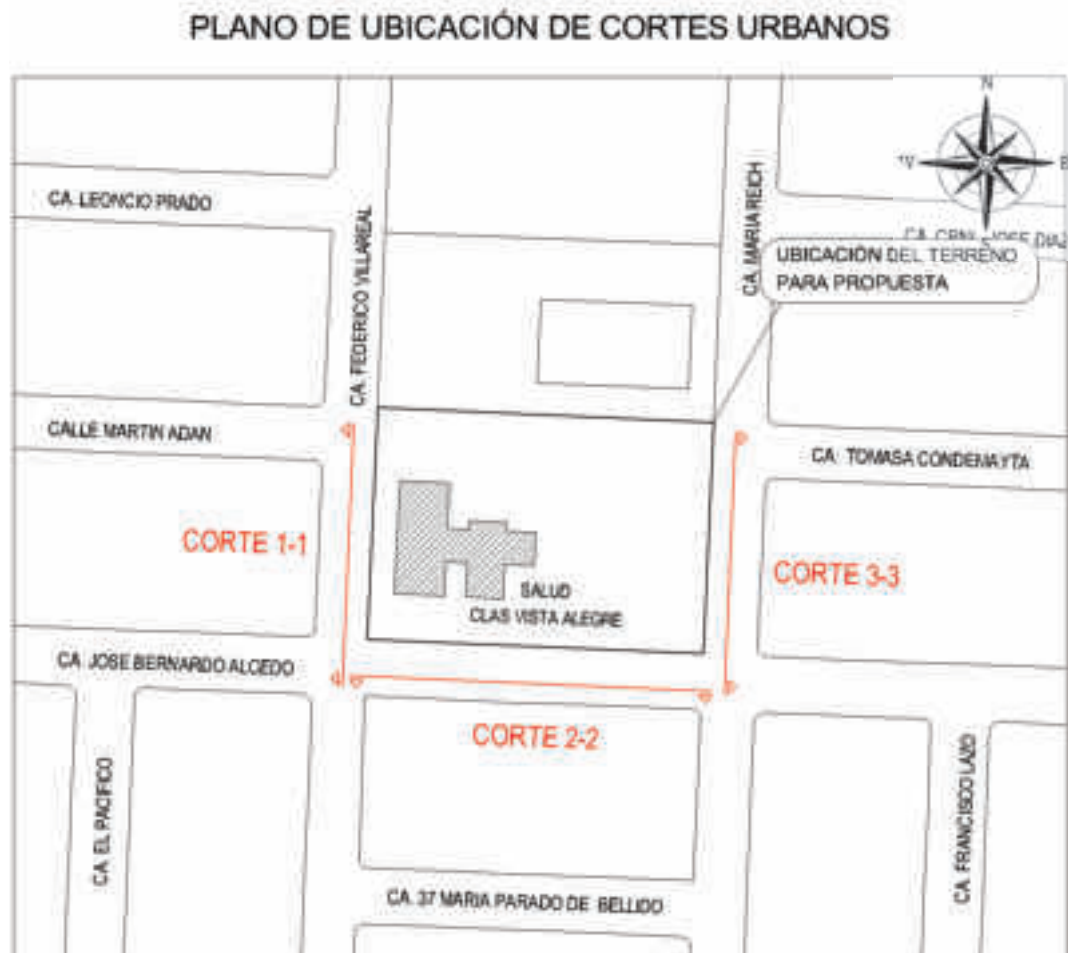 PLANO DE UBICACIÓN DE CORTES URBANOS
N
CA. LEONCIO PRADO
CA. FEDERICO VILLAREAL
CA. MARIA REICH
E
JOSE DIAZ
UBICACIÓN DEL TERRENO
PARA PROPUESTA
CALLE MARTIN ADAN
CA. TOMASA CONDEMAYTA
CORTE 1-1
CORTE 3-3
SALUD
CLAS VISTA ALEGRE
CA. JOSE BERNARDO ALCEDO
CORTE 2-2
CA. EL PACIFICO
CA. FRANCISCO LAZO
CA. 37 MARIA PARADO DE BELLIDO